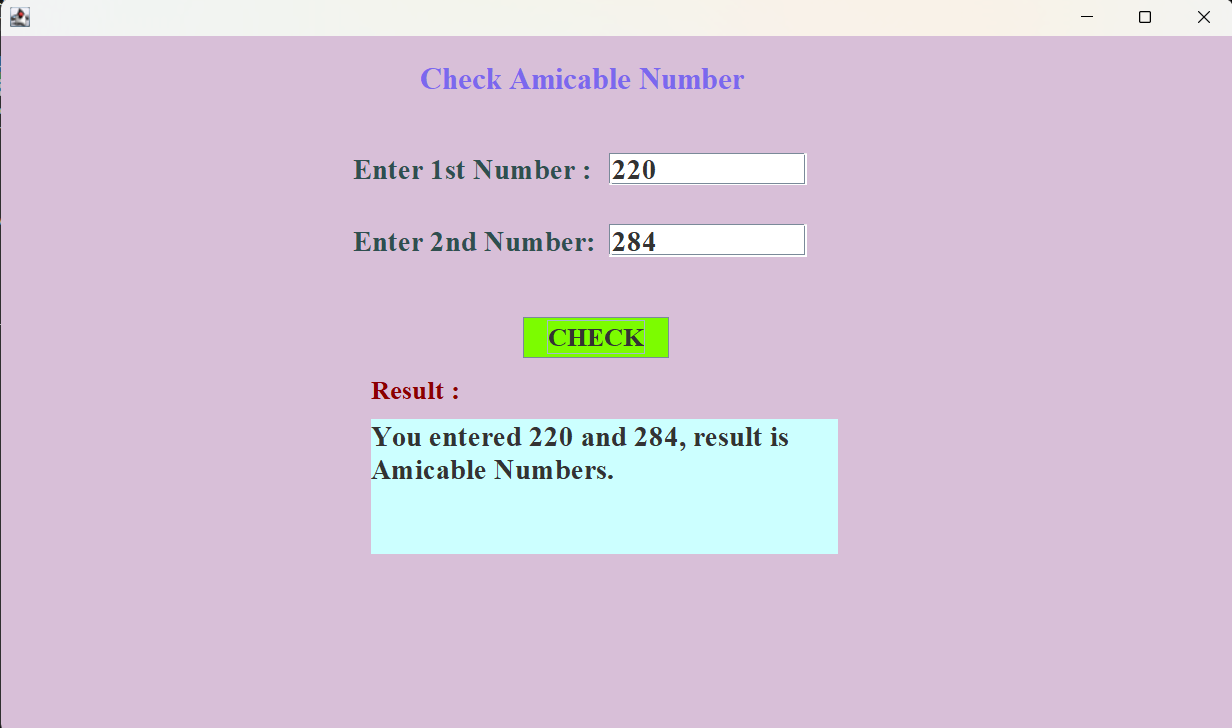 Check Amicable Number
Enter 1st Number : 220
Enter 2nd Number: 284
CHECK
Result :
You entered 220 and 284, result is
Amicable Numbers.